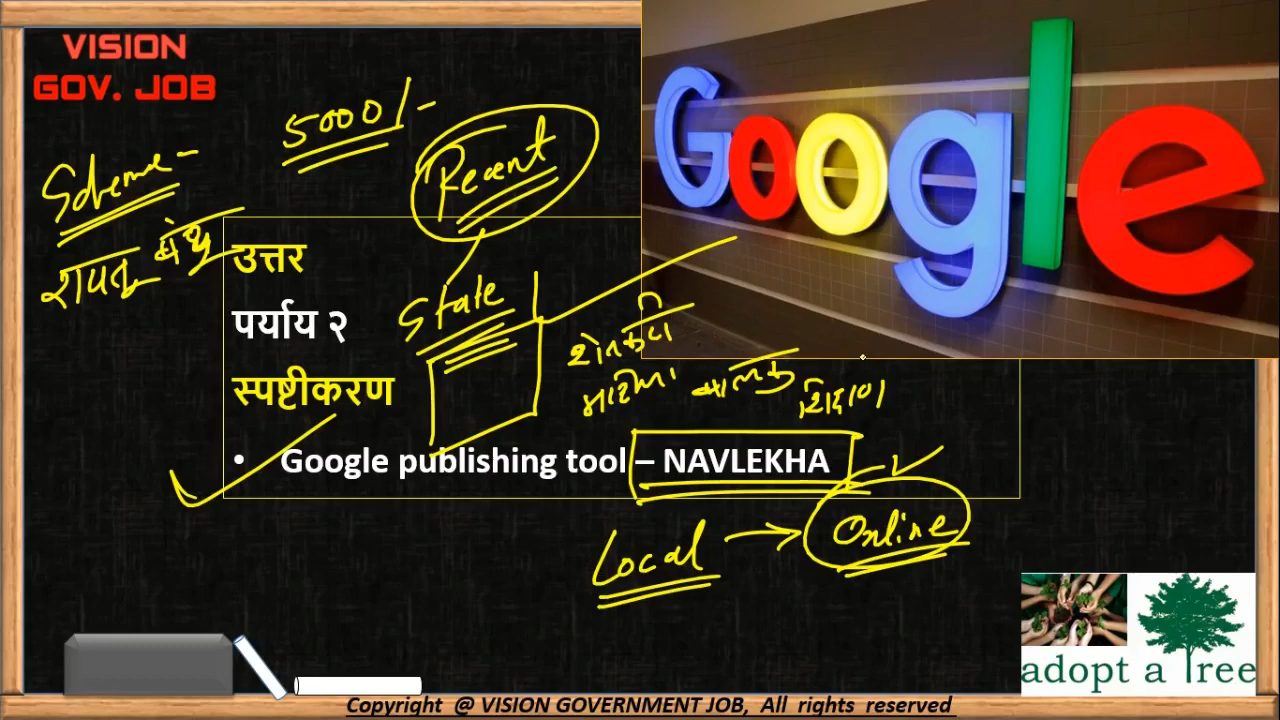 VISION
GOV. JOB
Google
5000/-
Recent
Scheme -
State
उत्तर
पर्याय २
स्पष्टीकरण
• Google publishing tool – NAVLEKHA
Local → Online
adopt a Tree
Copyright @ VISION GOVERNMENT JOB, All rights reserved